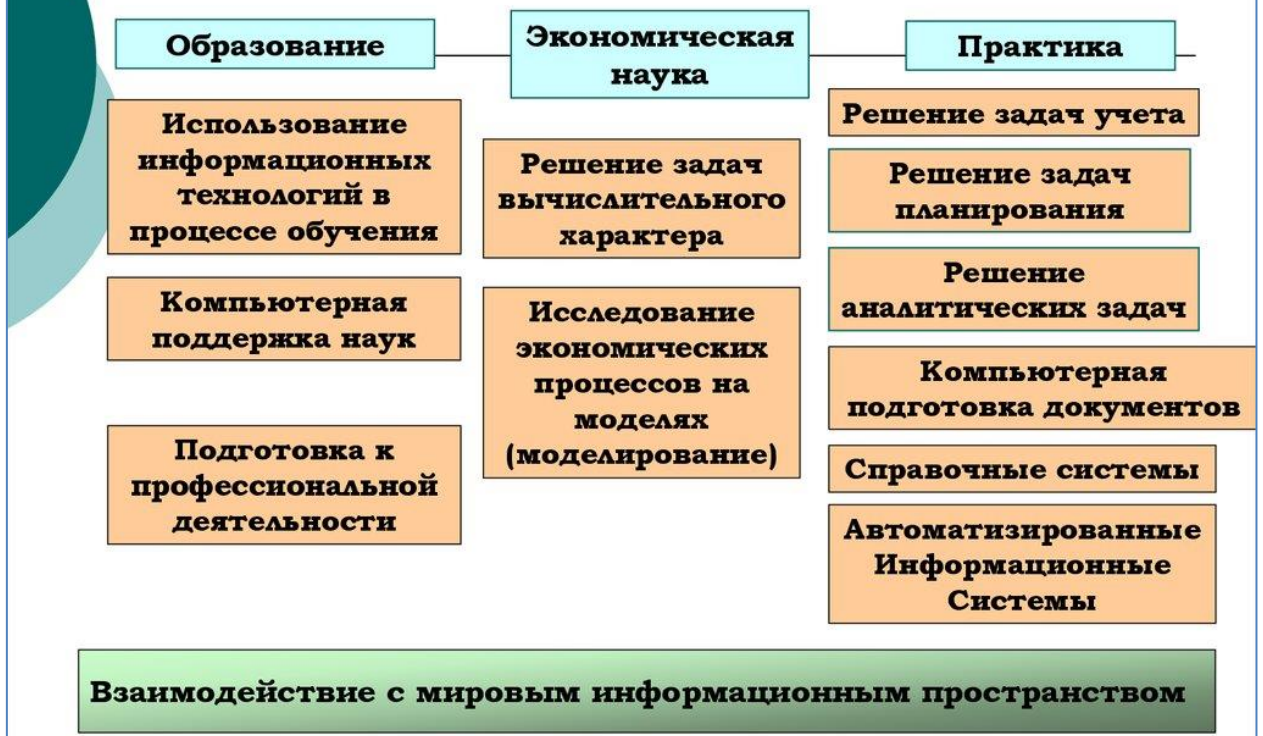 Образование
Экономическая
наука
Практика
Использование
информационных
технологий в
процессе обучения
Компьютерная
поддержка наук
Подготовка к
профессиональной
деятельности
Решение задач
вычислительного
характера
Исследование
экономических
процессов на
моделях
(моделирование)
Решение задач учета
Решение задач
планирования
Решение
аналитических задач
Компьютерная
подготовка документов
Справочные системы
Автоматизированные
Информационные
Системы
Взаимодействие с мировым информационным пространством